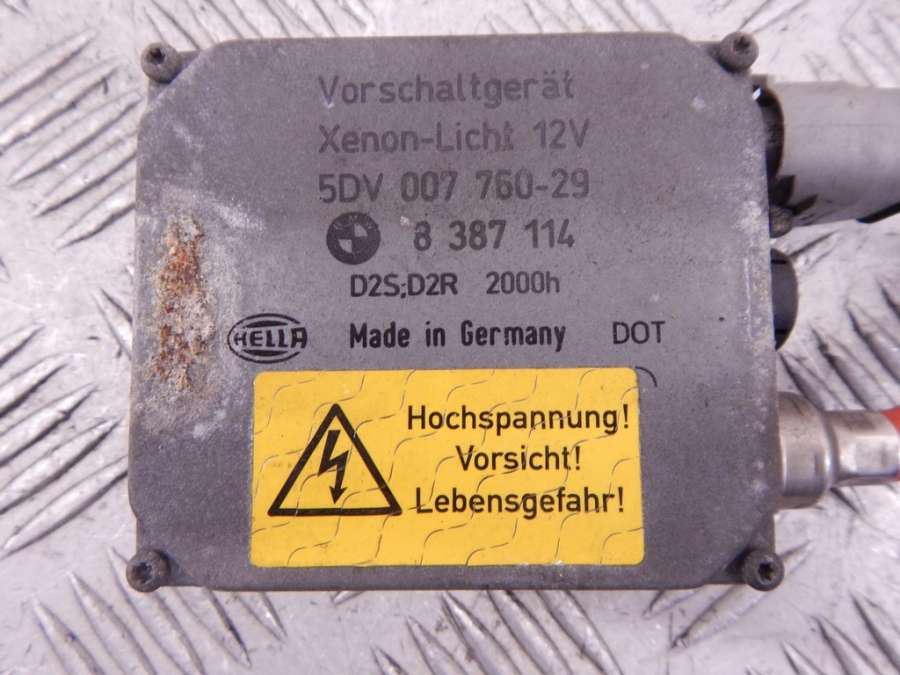 Vorschaltgerät
Xenon-Licht 12V
5DV 007 760-29
8 387 114
D2S;D2R 2000h
HELLA Made in Germany DOT
Hochspannung!
Vorsicht!
Lebensgefahr!